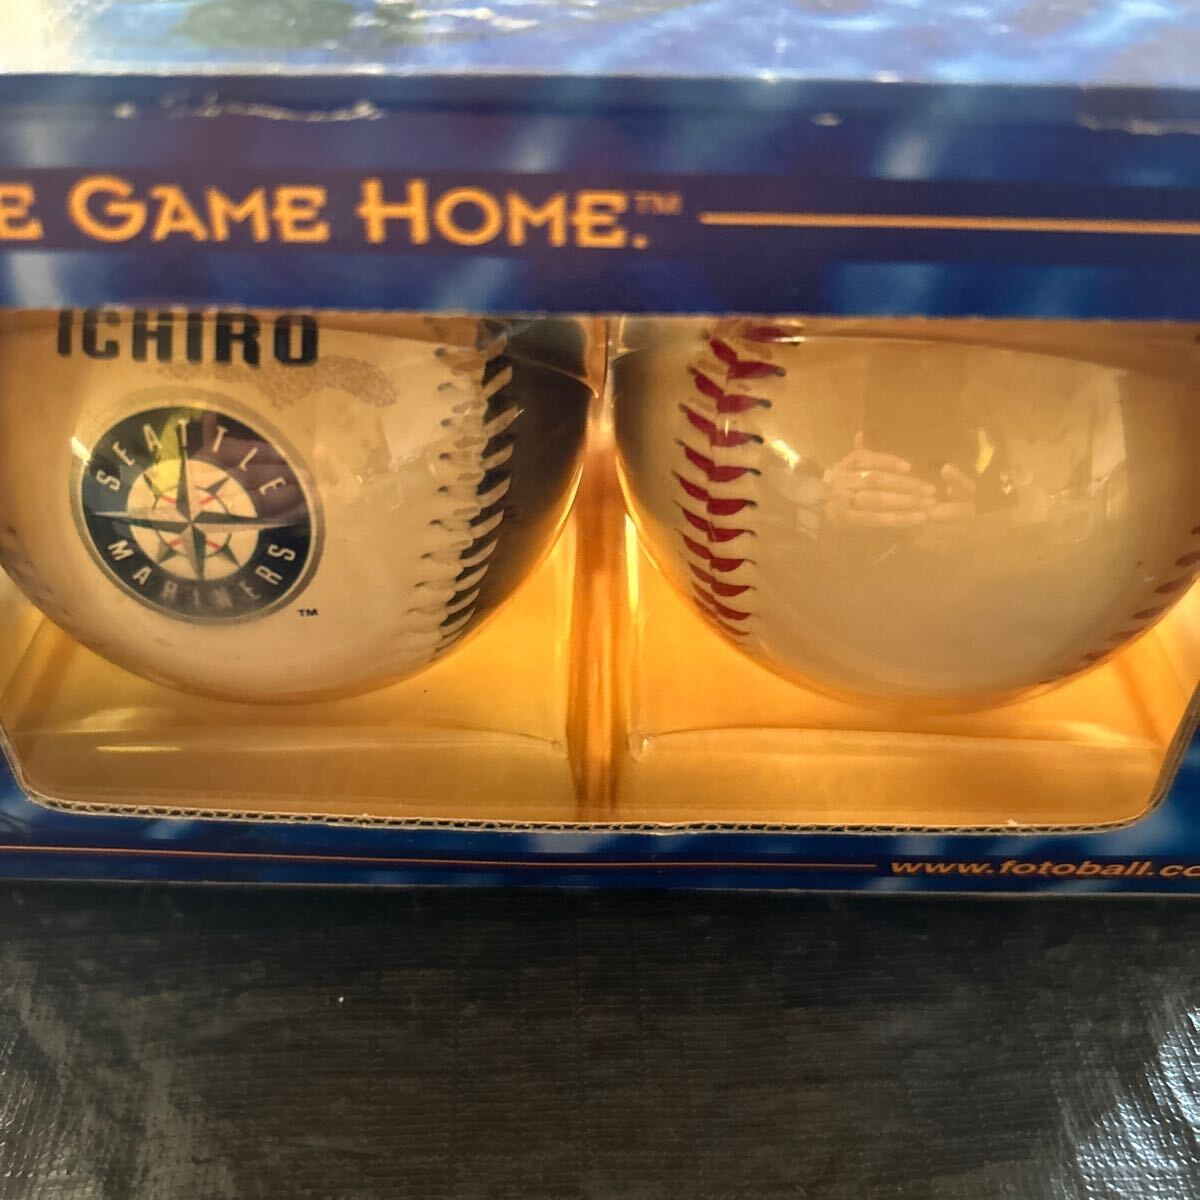 E GAME HOME.™
ICHIRO
SEATTLE
MARINERS
™
www.fotoball.co